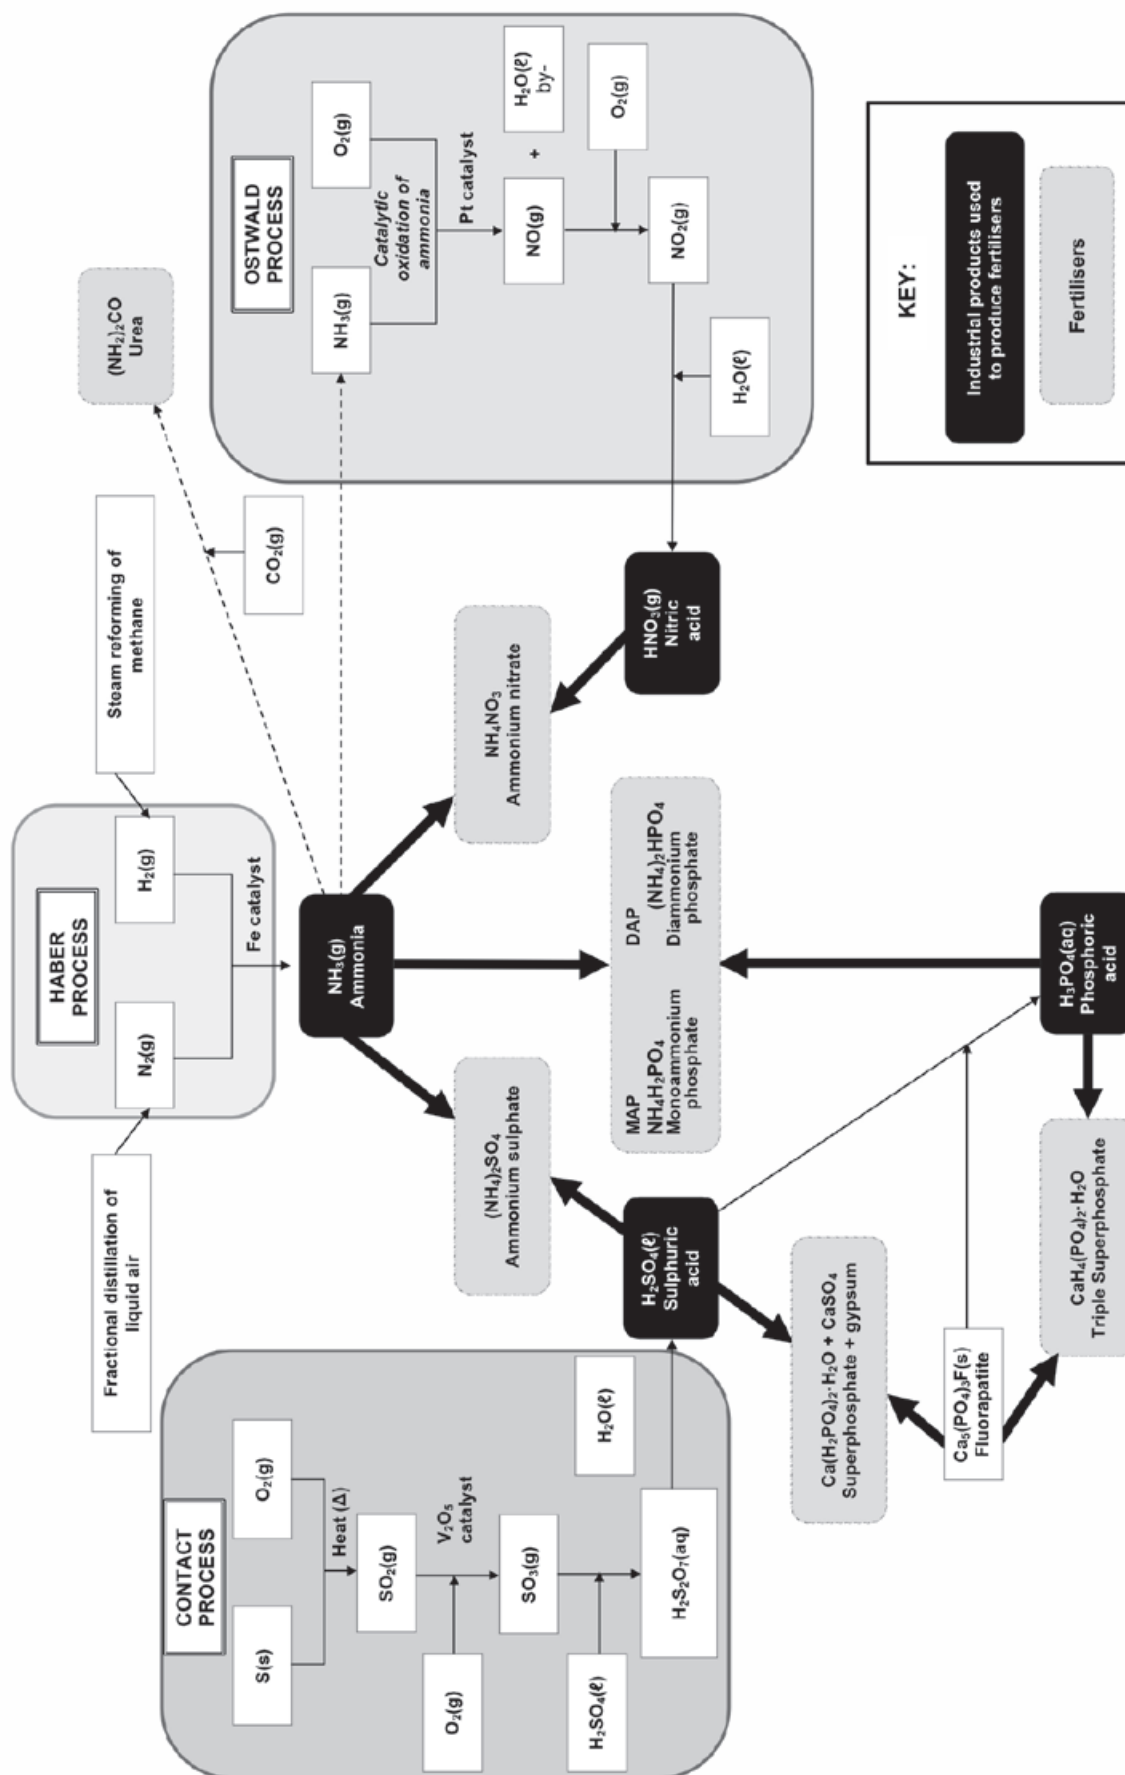 HABER
PROCESS
N₂(g)
H₂(g)
Fe catalyst
Fractional distillation of
liquid air
Steam reforming of
methane
NH₃(g)
Ammonia
CO₂(g)
(NH₂)₂CO
Urea
CONTACT
PROCESS
S(s)
O₂(g)
Heat (Δ)
SO₂(g)
O₂(g)
V₂O₅
catalyst
SO₃(g)
H₂SO₄(ℓ)
H₂S₂O₇(aq)
H₂O(ℓ)
H₂SO₄(ℓ)
Sulphuric
acid
(NH₄)₂SO₄
Ammonium sulphate
MAP
NH₄H₂PO₄
Monoammonium
phosphate
DAP
(NH₄)₂HPO₄
Diammonium
phosphate
NH₄NO₃
Ammonium nitrate
HNO₃(g)
Nitric
acid
OSTWALD
PROCESS
NH₃(g)
O₂(g)
Catalytic
oxidation of
ammonia
Pt catalyst
NO(g)
+
H₂O(ℓ)
by-
O₂(g)
NO₂(g)
H₂O(ℓ)
Ca(H₂PO₄)₂·H₂O + CaSO₄
Superphosphate + gypsum
Ca₅(PO₄)₃F(s)
Fluorapatite
CaH₄(PO₄)₂·H₂O
Triple Superphosphate
H₃PO₄(aq)
Phosphoric
acid
KEY:
Industrial products used
to produce fertilisers
Fertilisers